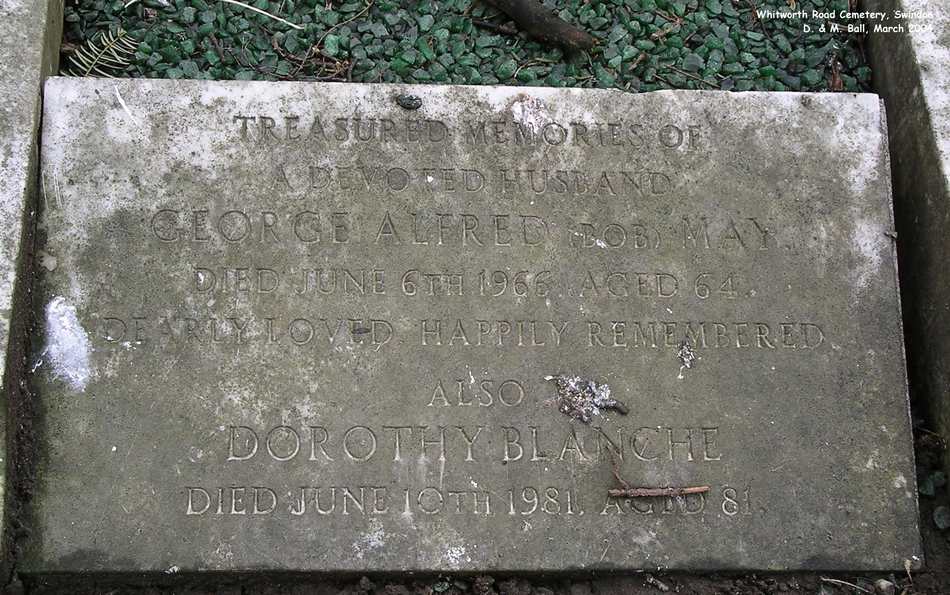 Whitworth Road Cemetery, Swindon
D. & M. Ball, March 2004
TREASURED MEMORIES OF
A DEVOTED HUSBAND
GEORGE ALFRED (BOB) MAY
DIED JUNE 6TH 1966. AGED 64.
DEARLY LOVED, HAPPILY REMEMBERED
ALSO
DOROTHY BLANCHE
DIED JUNE 10TH 1981. AGED 81.